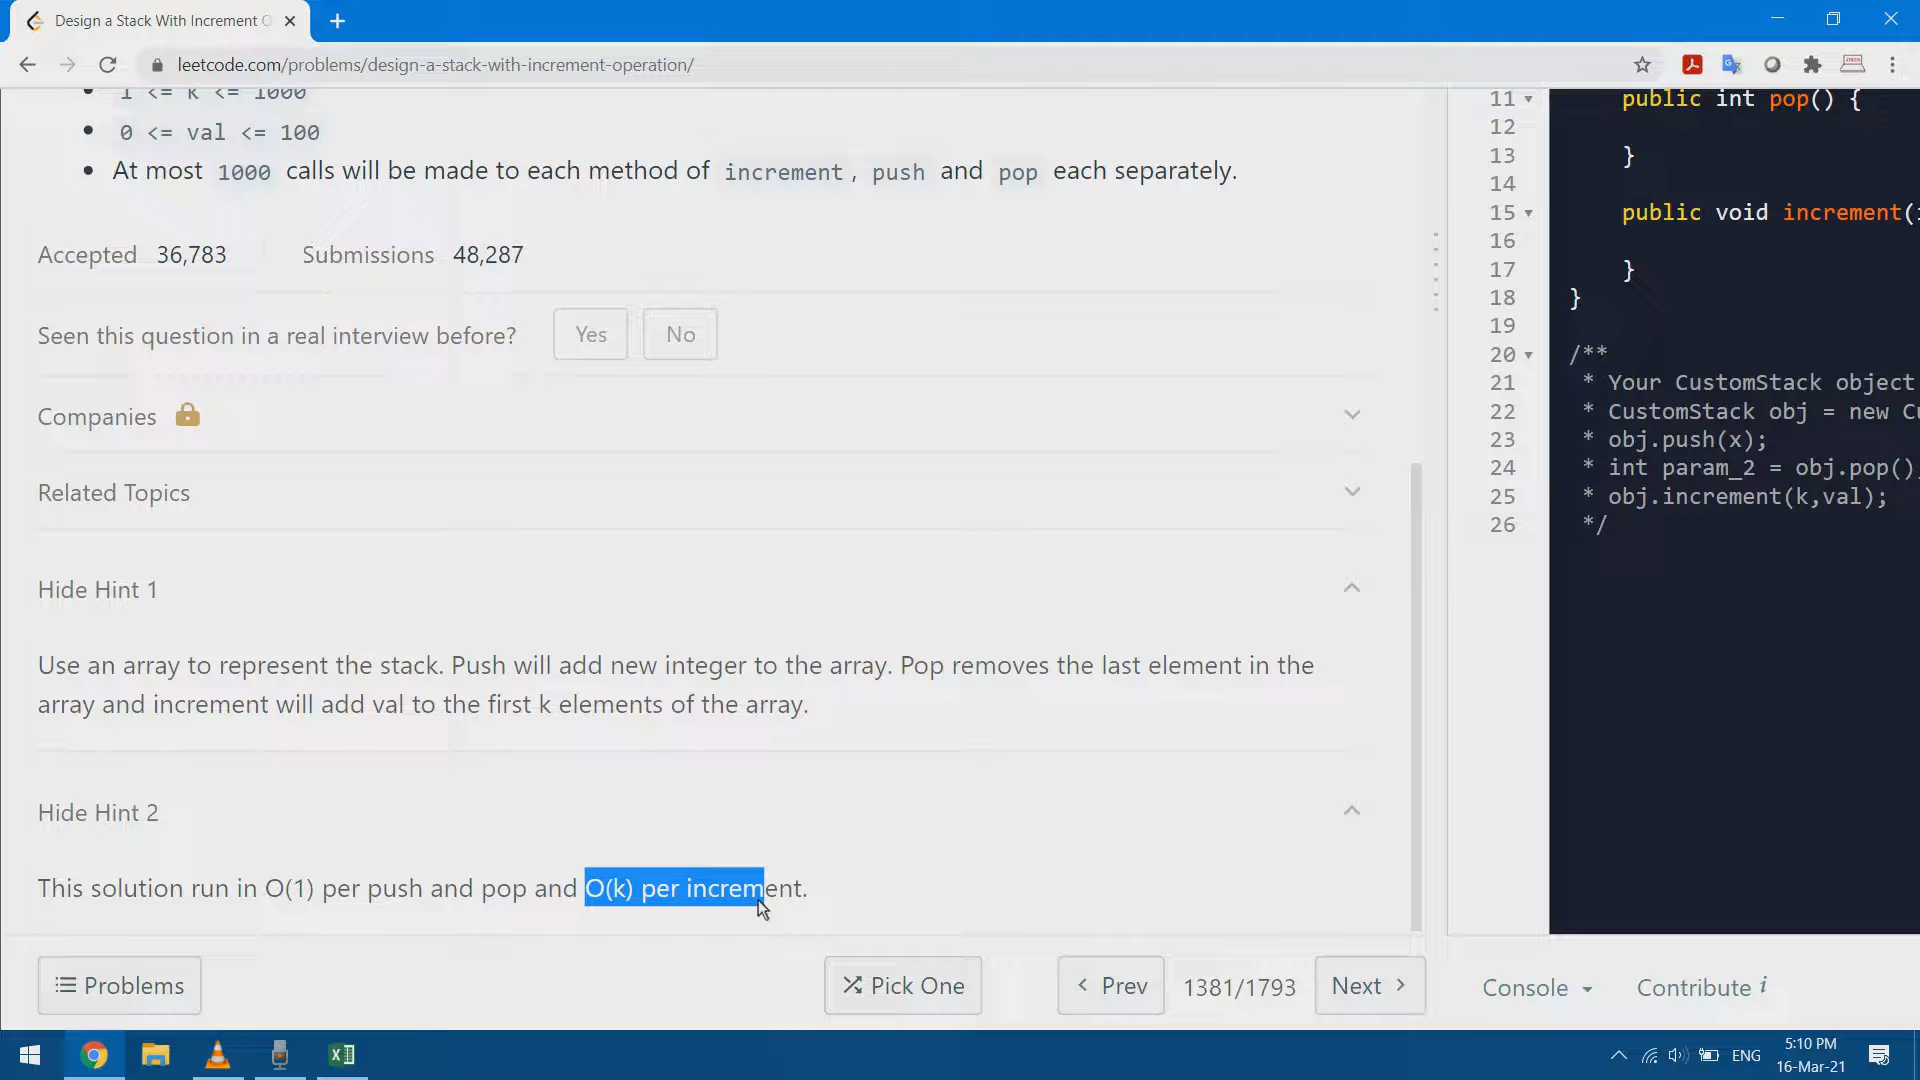 Design a Stack With Increment O
leetcode.com/problems/design-a-stack-with-increment-operation/
1 <= k <= 1000
0 <= val <= 100
At most 1000 calls will be made to each method of increment, push and pop each separately.
Accepted 36,783 Submissions 48,287
Seen this question in a real interview before? Yes No
Companies
Related Topics
Hide Hint 1
Use an array to represent the stack. Push will add new integer to the array. Pop removes the last element in the
array and increment will add val to the first k elements of the array.
Hide Hint 2
This solution run in O(1) per push and pop and O(k) per increment.
Problems
Pick One
Prev
1381/1793
Next
11 public int pop() {
12
13 }
14
15 public void increment(
16
17 }
18 }
19
20 /**
21 * Your CustomStack object
22 * CustomStack obj = new Cu
23 * obj.push(x);
24 * int param_2 = obj.pop()
25 * obj.increment(k,val);
26 */
Console
Contribute i
ENG
5:10 PM
16-Mar-21